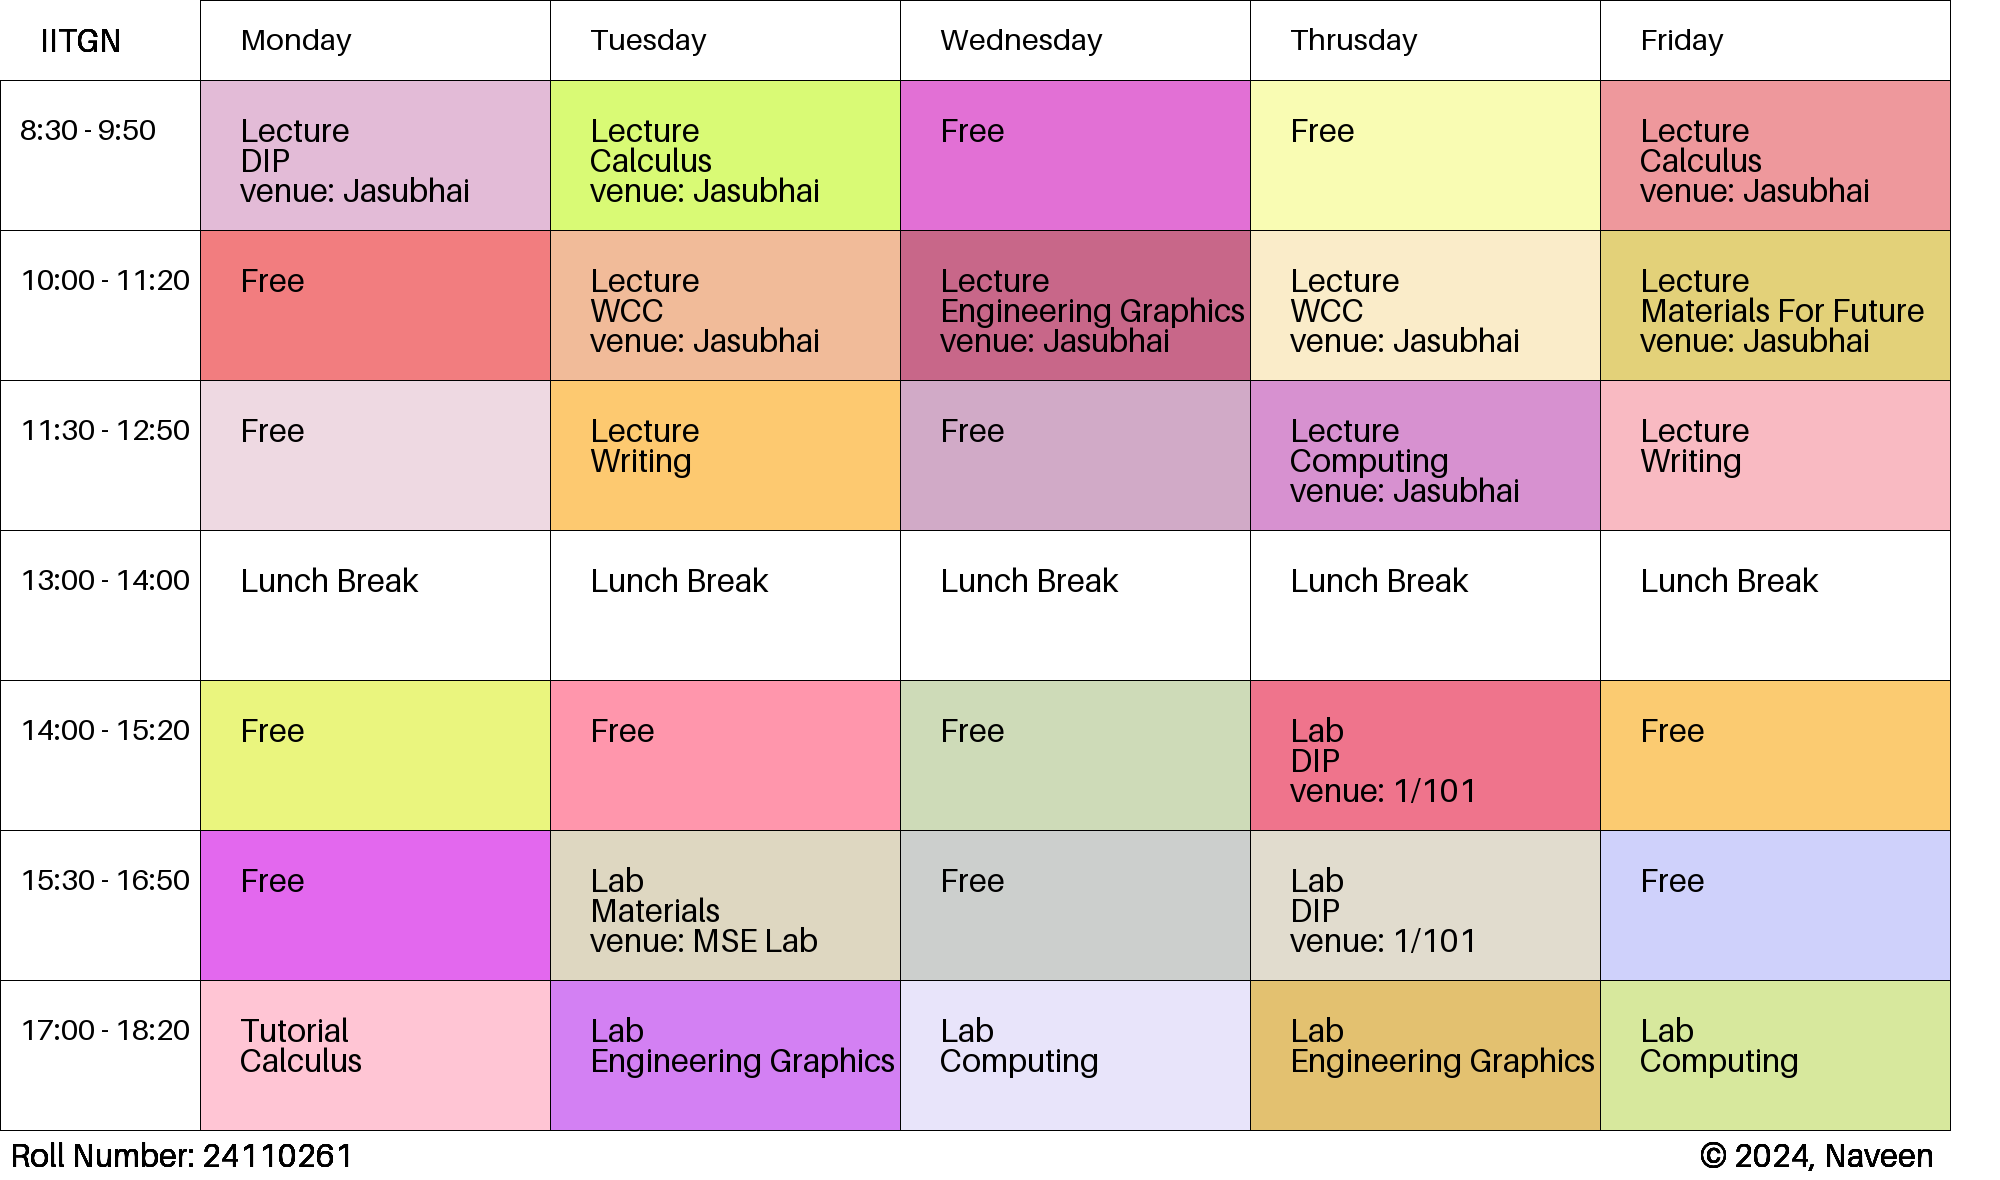 IITGN Monday Tuesday Wednesday Thrusday Friday
8:30 - 9:50
Lecture
DIP
venue: Jasubhai
Lecture
Calculus
venue: Jasubhai
Free
Free
Lecture
Calculus
venue: Jasubhai
10:00 - 11:20
Free
Lecture
WCC
venue: Jasubhai
Lecture
Engineering Graphics
venue: Jasubhai
Lecture
WCC
venue: Jasubhai
Lecture
Materials For Future
venue: Jasubhai
11:30 - 12:50
Free
Lecture
Writing
Free
Lecture
Computing
venue: Jasubhai
Lecture
Writing
13:00 - 14:00
Lunch Break
Lunch Break
Lunch Break
Lunch Break
Lunch Break
14:00 - 15:20
Free
Free
Free
Lab
DIP
venue: 1/101
Free
15:30 - 16:50
Free
Lab
Materials
venue: MSE Lab
Free
Lab
DIP
venue: 1/101
Free
17:00 - 18:20
Tutorial
Calculus
Lab
Engineering Graphics
Lab
Computing
Lab
Engineering Graphics
Lab
Computing
Roll Number: 24110261
© 2024, Naveen